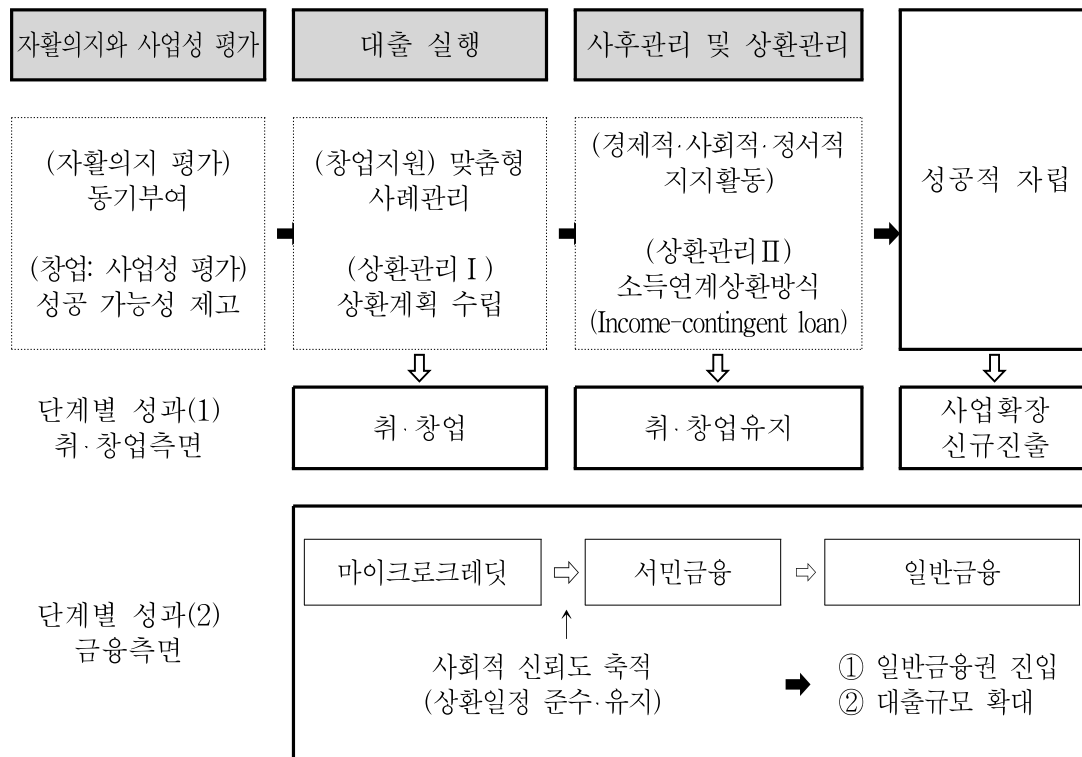 자활의지와 사업성 평가
대출 실행
사후관리 및 상환관리
(자활의지 평가)
동기부여
(창업: 사업성 평가)
성공 가능성 제고
(창업지원) 맞춤형
사례관리
(상환관리Ⅰ)
상환계획 수립
(경제적·사회적·정서적
지지활동)
(상환관리Ⅱ)
소득연계상환방식
(Income-contingent loan)
성공적 자립
단계별 성과(1)
취·창업측면
취·창업
취·창업유지
사업확장
신규진출
단계별 성과(2)
금융측면
마이크로크레딧
서민금융
일반금융
사회적 신뢰도 축적
(상환일정 준수·유지)
① 일반금융권 진입
② 대출규모 확대